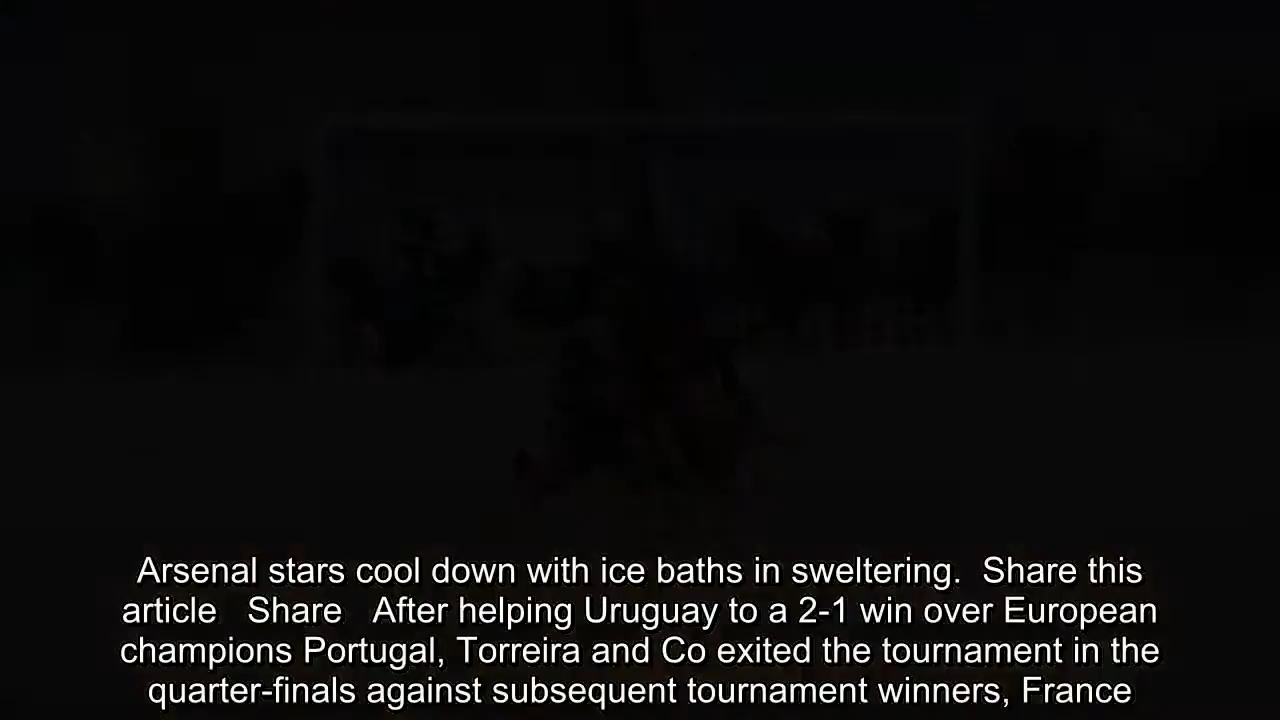 Arsenal stars cool down with ice baths in sweltering.  Share this
article   Share   After helping Uruguay to a 2-1 win over European
champions Portugal, Torreira and Co exited the tournament in the
quarter-finals against subsequent tournament winners, France